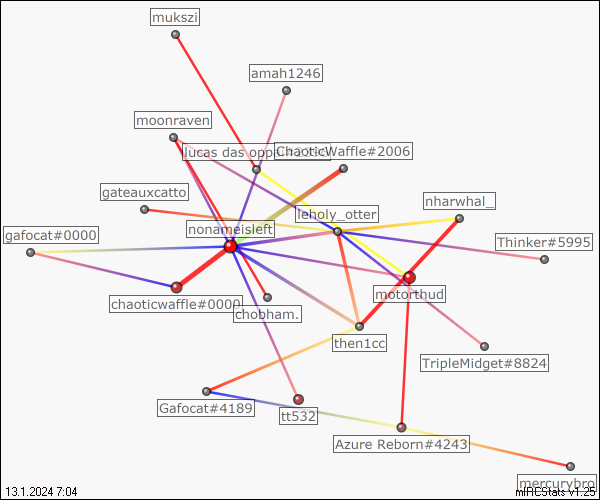 mukszi
amah1246
moonraven
lucas das oppa
ChaoticWaffle#2006
gateauxcatto
nharwhal_
leholy_otter
nonameisleft
gafocat#0000
Thinker#5995
motorthud
chaoticwaffle#0000
chobham.
then1cc
TripleMidget#8824
Gafocat#4189
tt532
Azure Reborn#4243
mercurybro
13.1.2024 7:04
mIRCStats v1.25